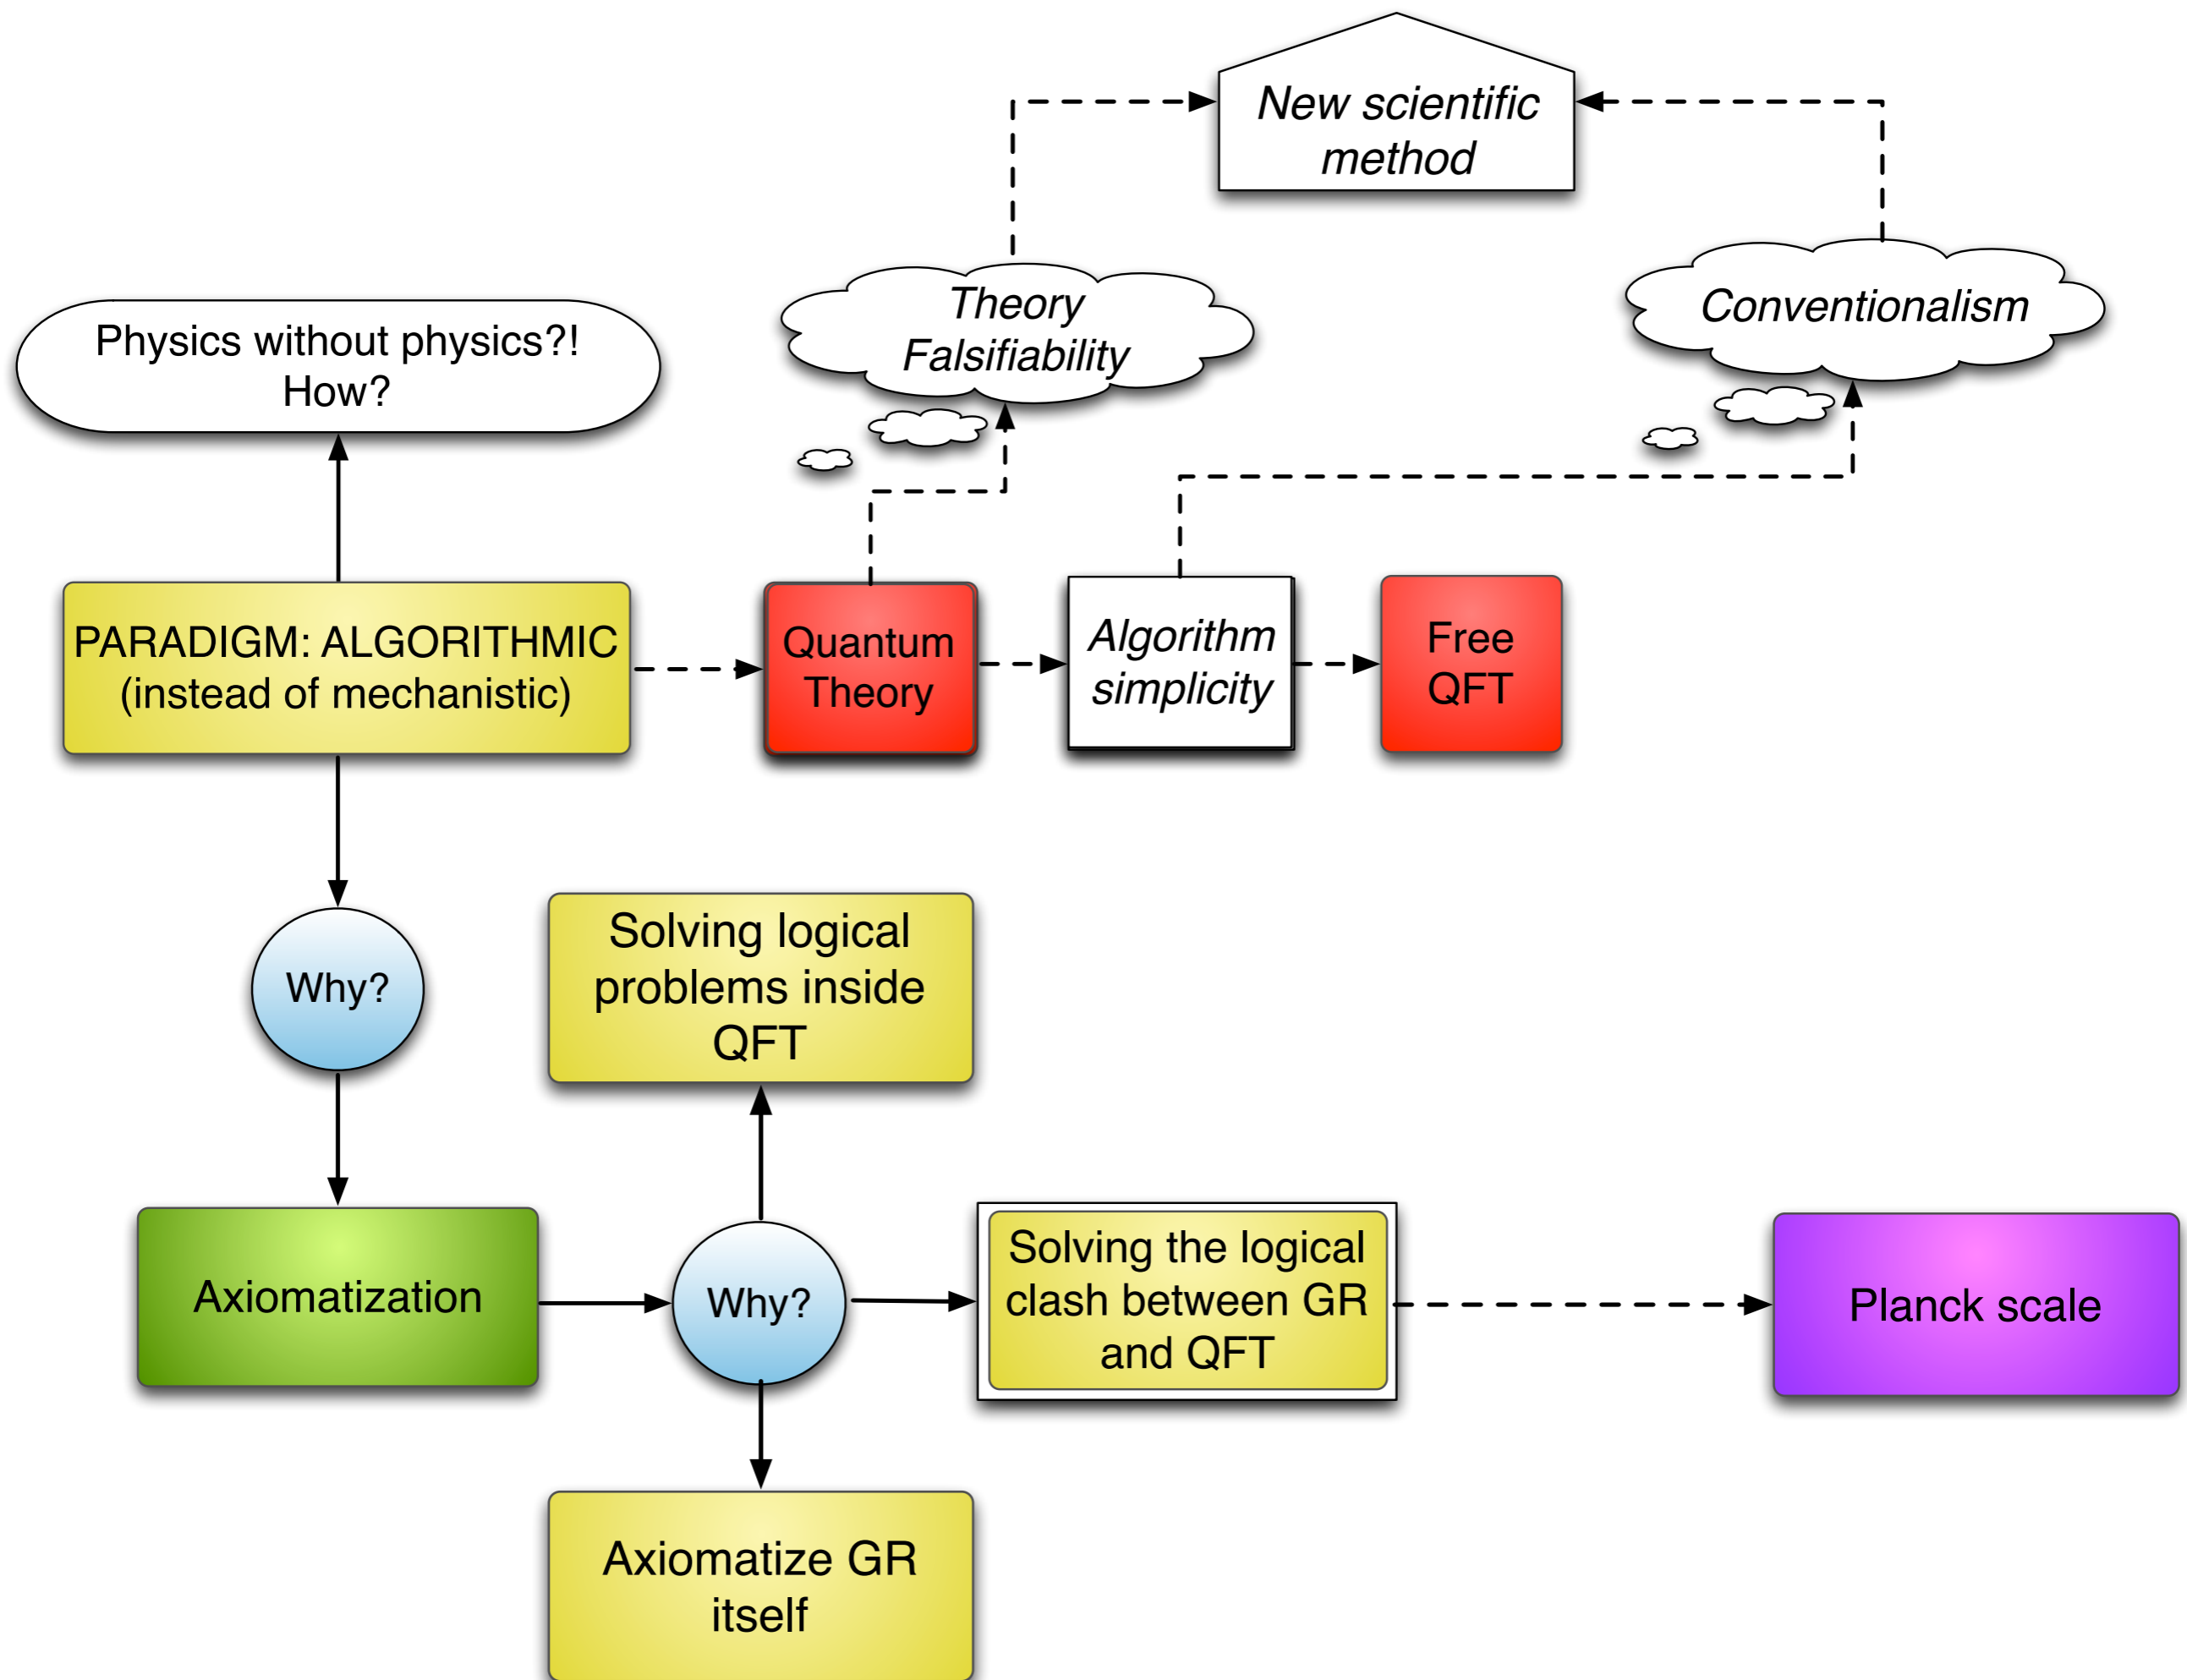 New scientific
method
Theory
Falsifiability
Conventionalism
Physics without physics?!
How?
PARADIGM: ALGORITHMIC
(instead of mechanistic)
Quantum
Theory
Algorithm
simplicity
Free
QFT
Why?
Solving logical
problems inside
QFT
Axiomatization
Why?
Solving the logical
clash between GR
and QFT
Planck scale
Axiomatize GR
itself